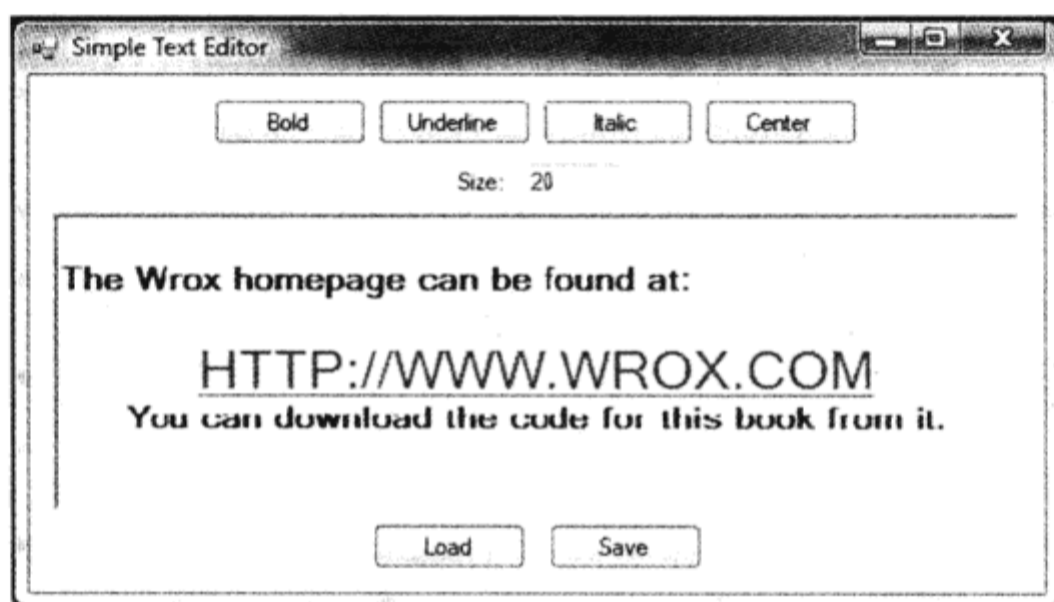 Simple Text Editor
Bold Underline Italic Center
Size: 20
The Wrox homepage can be found at:
HTTP://WWW.WROX.COM
You can download the code for this book from it.
Load Save